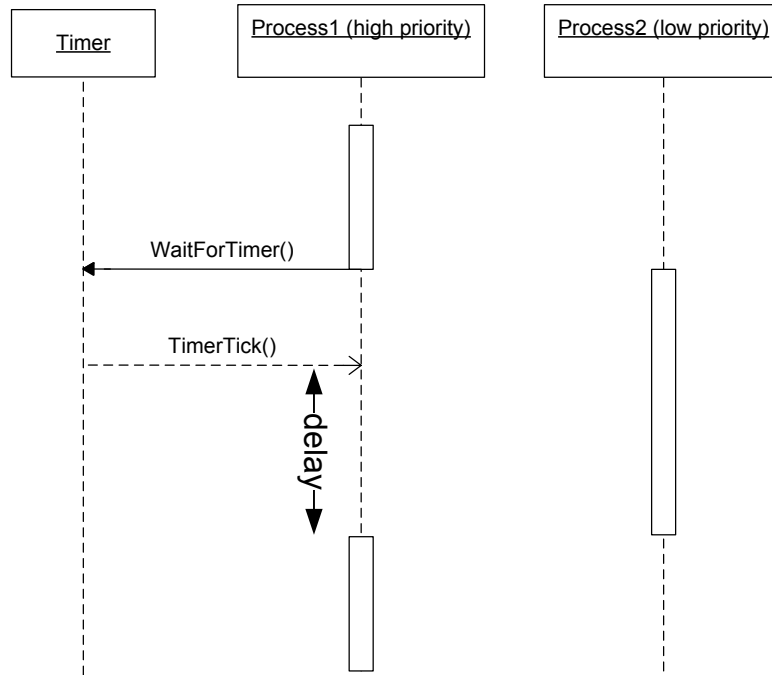 Timer
Process1 (high priority)
Process2 (low priority)
WaitForTimer()
TimerTick()
delay